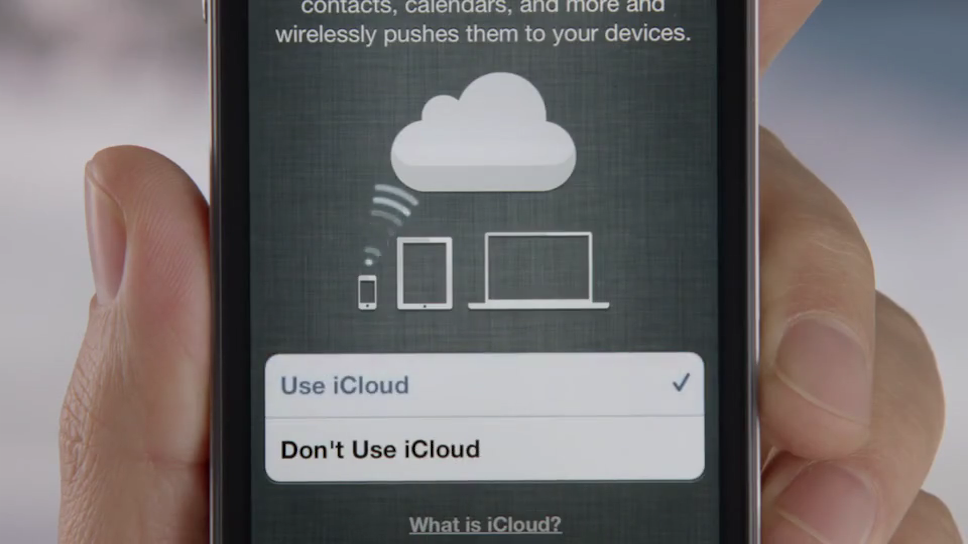 contacts, calendars, and more and
wirelessly pushes them to your devices.
Use iCloud
Don't Use iCloud
What is iCloud?